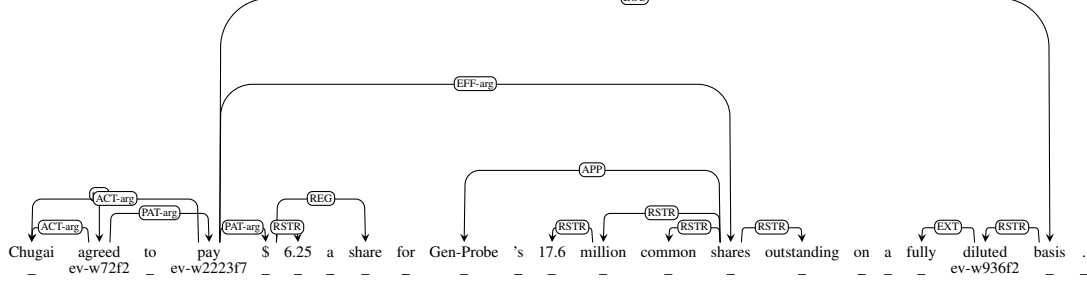 EFF-arg
APP
ACT-arg REG
PAT-arg RSTR
ACT-arg PAT-arg RSTR RSTR RSTR RSTR EXT RSTR
Chugai agreed to pay $ 6.25 a share for Gen-Probe 's 17.6 million common shares outstanding on a fully diluted basis .
_ ev-w72f2 _ ev-w2223f7 _ _ _ _ _ _ _ _ _ _ _ _ _ _ _ ev-w936f2 _ _